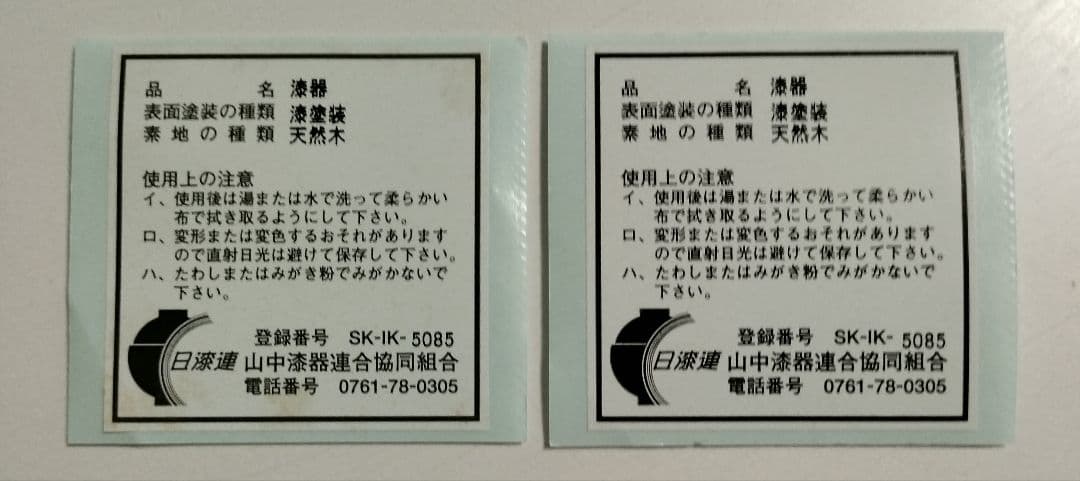 品 名 漆器
表面塗装の種類 漆塗装
素地の種類 天然木
使用上の注意
イ、使用後は湯または水で洗って柔らかい
布で拭き取るようにして下さい。
ロ、変形または変色するおそれがあります
ので直射日光は避けて保存して下さい。
ハ、たわしまたはみがき粉でみがかないで
下さい。
登録番号 SK-IK-5085
日漆連 山中漆器連合協同組合
電話番号 0761-78-0305
品 名 漆器
表面塗装の種類 漆塗装
素地の種類 天然木
使用上の注意
イ、使用後は湯または水で洗って柔らかい
布で拭き取るようにして下さい。
ロ、変形または変色するおそれがあります
ので直射日光は避けて保存して下さい。
ハ、たわしまたはみがき粉でみがかないで
下さい。
登録番号 SK-IK-5085
日漆連 山中漆器連合協同組合
電話番号 0761-78-0305